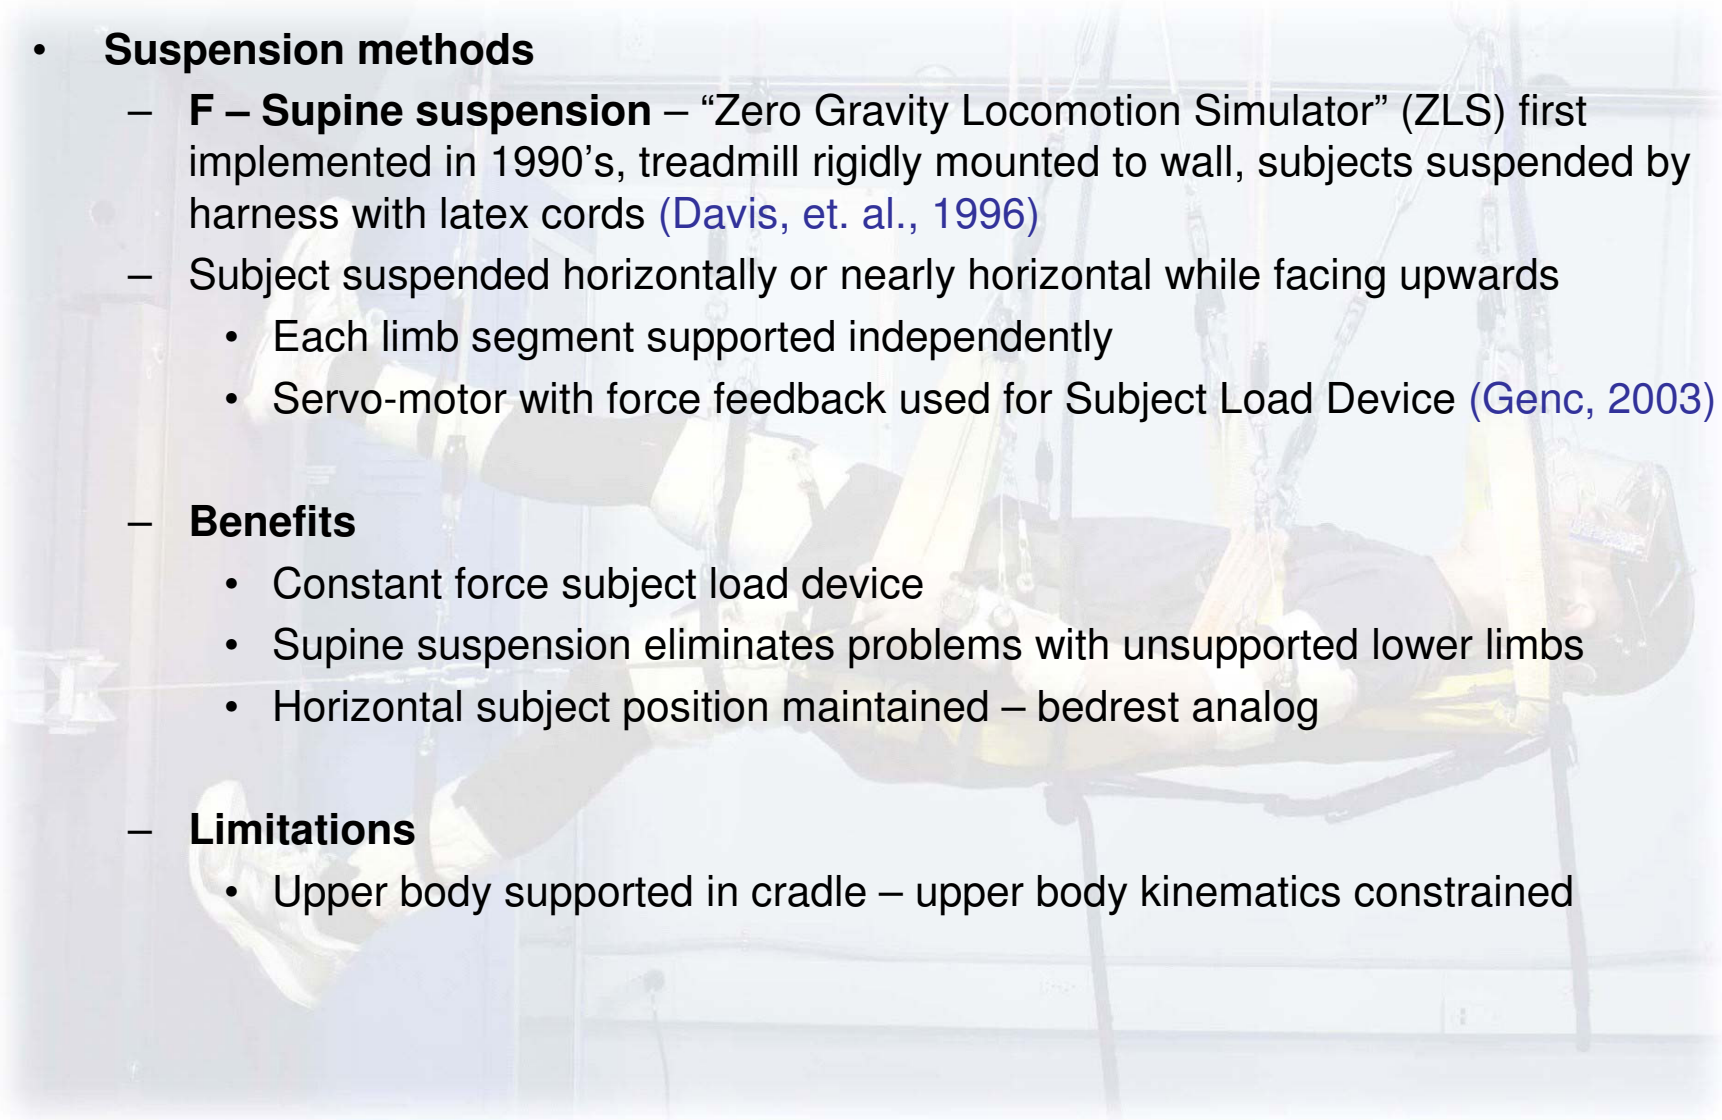 • Suspension methods
– F – Supine suspension – “Zero Gravity Locomotion Simulator” (ZLS) first
implemented in 1990’s, treadmill rigidly mounted to wall, subjects suspended by
harness with latex cords (Davis, et. al., 1996)
– Subject suspended horizontally or nearly horizontal while facing upwards
• Each limb segment supported independently
• Servo-motor with force feedback used for Subject Load Device (Genc, 2003)
– Benefits
• Constant force subject load device
• Supine suspension eliminates problems with unsupported lower limbs
• Horizontal subject position maintained – bedrest analog
– Limitations
• Upper body supported in cradle – upper body kinematics constrained